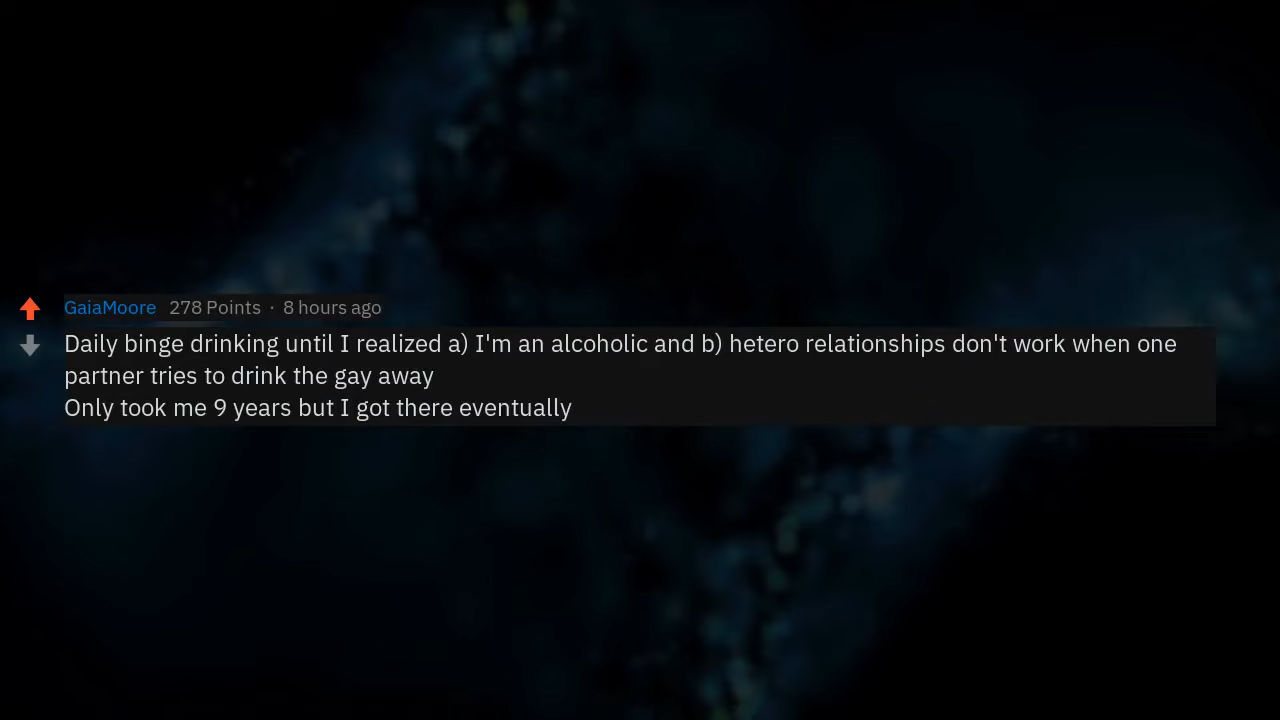 GaiaMoore 278 Points · 8 hours ago
Daily binge drinking until I realized a) I'm an alcoholic and b) hetero relationships don't work when one
partner tries to drink the gay away
Only took me 9 years but I got there eventually